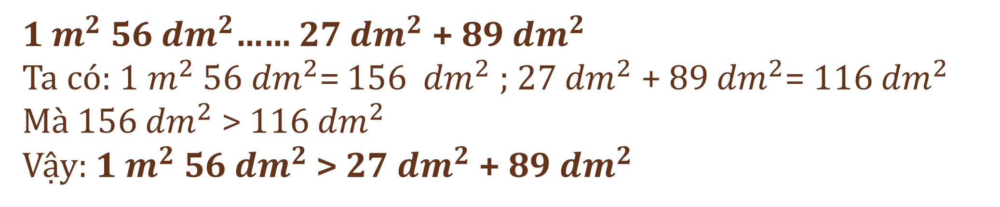 1 m² 56 dm²...... 27 dm² + 89 dm²
Ta có: 1 m² 56 dm²= 156 dm² ; 27 dm² + 89 dm²= 116 dm²
Mà 156 dm² > 116 dm²
Vậy: 1 m² 56 dm² > 27 dm² + 89 dm²